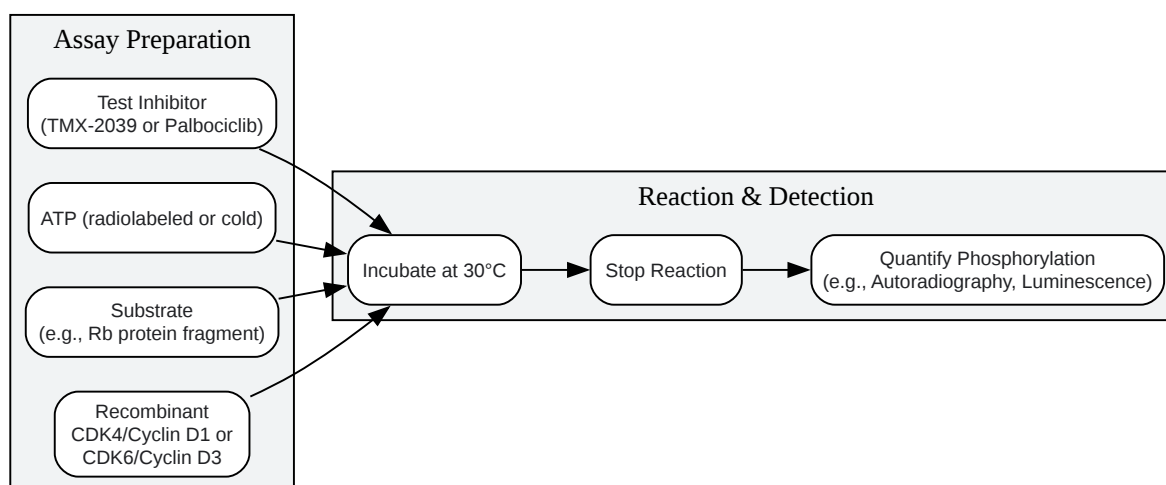 Assay Preparation
Test Inhibitor
(TMX-2039 or Palbociclib)
ATP (radiolabeled or cold)
Substrate
(e.g., Rb protein fragment)
Recombinant
CDK4/Cyclin D1 or
CDK6/Cyclin D3
Reaction & Detection
Incubate at 30°C
Stop Reaction
Quantify Phosphorylation
(e.g., Autoradiography, Luminescence)